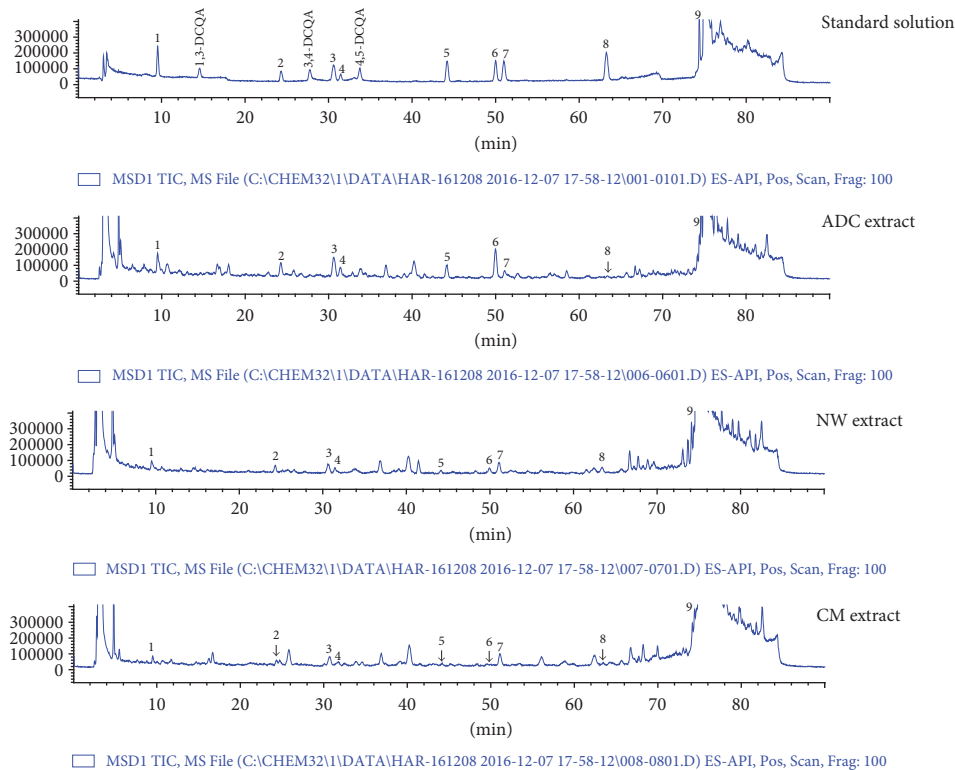 Standard solution
300000
200000
100000
0
1
1,3-DCQA
2
3,4-DCQA
3
4
4,5-DCQA
5
6
7
8
9
10 20 30 40 50 60 70 80
(min)
MSD1 TIC, MS File (C:\CHEM32\1\DATA\HAR-161208 2016-12-07 17-58-12\001-0101.D) ES-API, Pos, Scan, Frag: 100
ADC extract
300000
200000
100000
0
1
2
3
4
5
6
7
8
9
10 20 30 40 50 60 70 80
(min)
MSD1 TIC, MS File (C:\CHEM32\1\DATA\HAR-161208 2016-12-07 17-58-12\006-0601.D) ES-API, Pos, Scan, Frag: 100
NW extract
300000
200000
100000
0
1
2
3
4
5
6
7
8
9
10 20 30 40 50 60 70 80
(min)
MSD1 TIC, MS File (C:\CHEM32\1\DATA\HAR-161208 2016-12-07 17-58-12\007-0701.D) ES-API, Pos, Scan, Frag: 100
CM extract
300000
200000
100000
0
1
2
3
4
5
6
7
8
9
10 20 30 40 50 60 70 80
(min)
MSD1 TIC, MS File (C:\CHEM32\1\DATA\HAR-161208 2016-12-07 17-58-12\008-0801.D) ES-API, Pos, Scan, Frag: 100